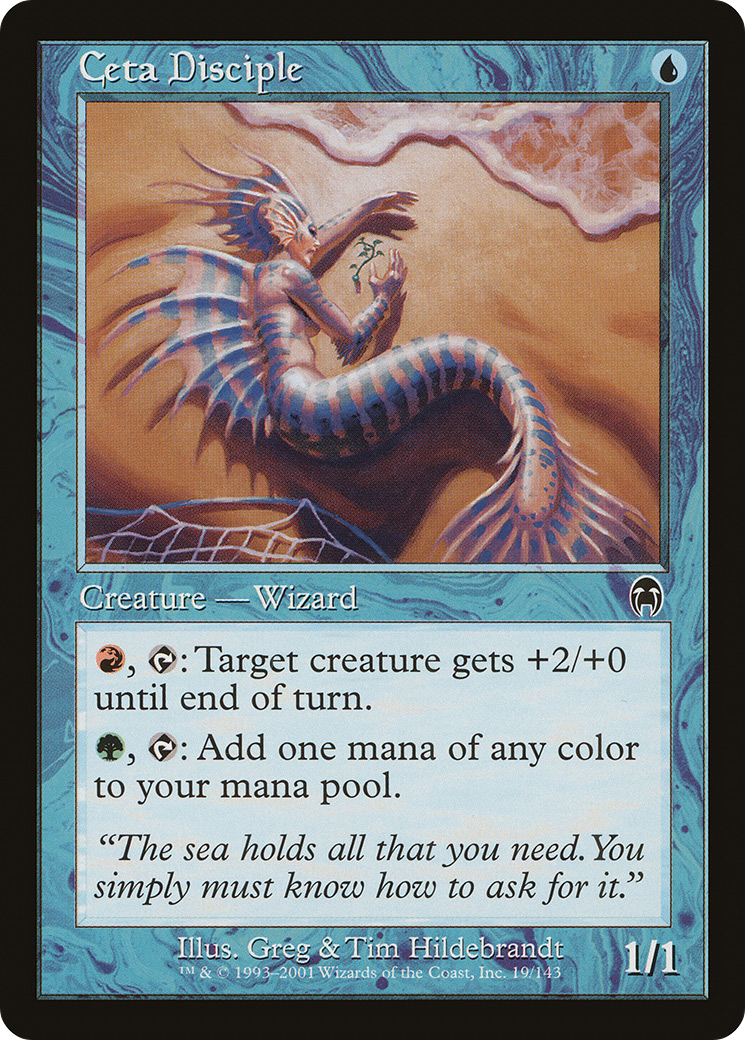 Ceta Disciple
Creature — Wizard
, : Target creature gets +2/+0
until end of turn.
, : Add one mana of any color
to your mana pool.
“The sea holds all that you need. You
simply must know how to ask for it.”
Illus. Greg & Tim Hildebrandt
™ & © 1993–2001 Wizards of the Coast, Inc. 19/143
1/1